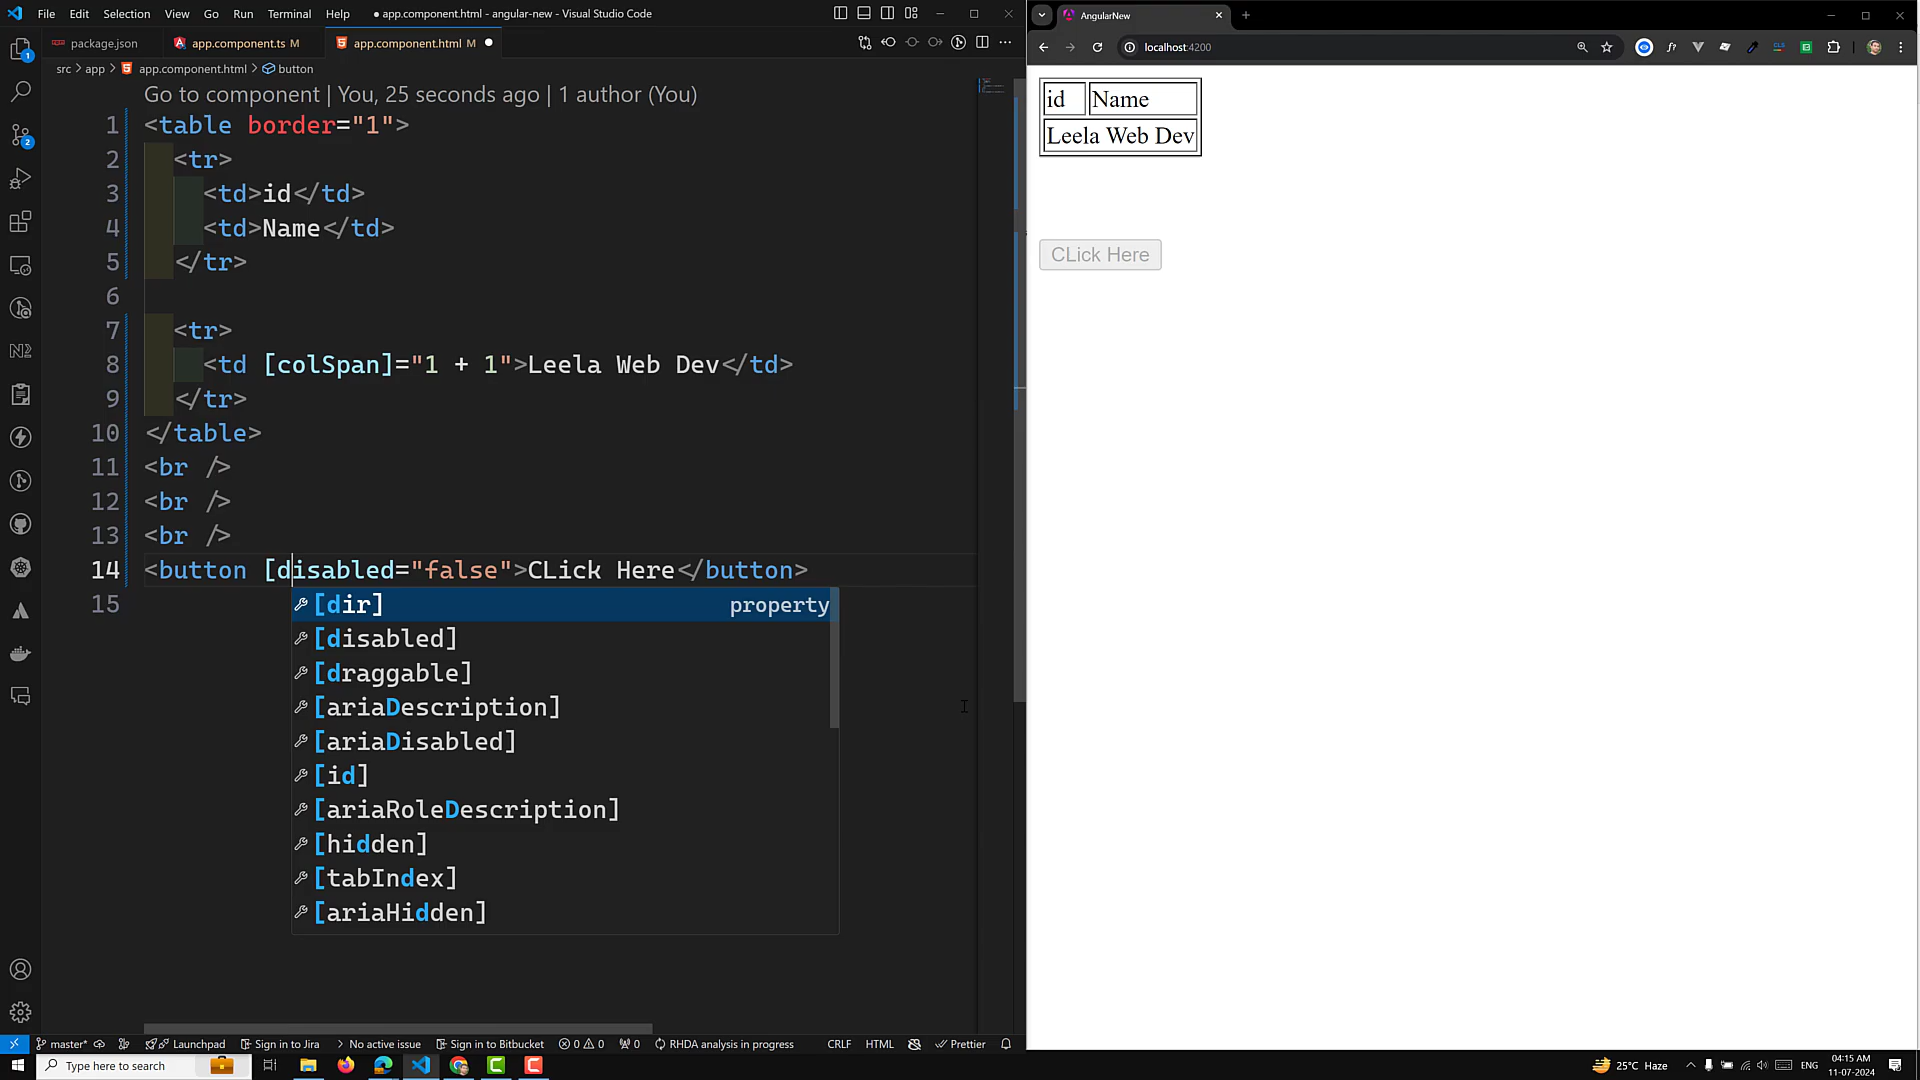 File Edit Selection View Go Run Terminal Help ● app.component.html - angular-new - Visual Studio Code
package.json app.component.ts M app.component.html M ●
src > app > app.component.html > button
Go to component | You, 25 seconds ago | 1 author (You)
1 <table border="1">
2 <tr>
3 <td>id</td>
4 <td>Name</td>
5 </tr>
6
7 <tr>
8 <td [colSpan]="1 + 1">Leela Web Dev</td>
9 </tr>
10 </table>
11 <br />
12 <br />
13 <br />
14 <button [disabled="false">CLick Here</button>
15
[dir] property
[disabled]
[draggable]
[ariaDescription]
[ariaDisabled]
[id]
[ariaRoleDescription]
[hidden]
[tabIndex]
[ariaHidden]
master* Launchpad Sign in to Jira No active issue Sign in to Bitbucket 0 0 0 RHDA analysis in progress CRLF HTML Prettier
AngularNew
localhost:4200
id Name
Leela Web Dev
CLick Here
Type here to search
25°C Haze ENG 04:15 AM
11-07-2024